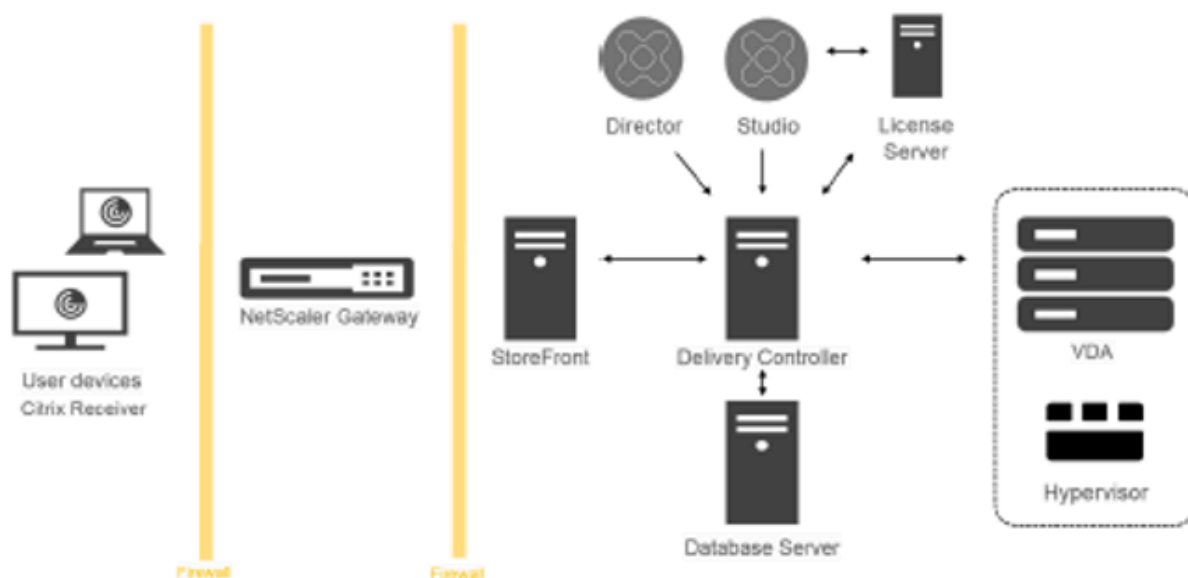 Director
Studio
License
Server
NetScaler Gateway
StoreFront
Delivery Controller
VDA
User devices
Citrix Receiver
Hypervisor
Database Server
Firewall
Firewall